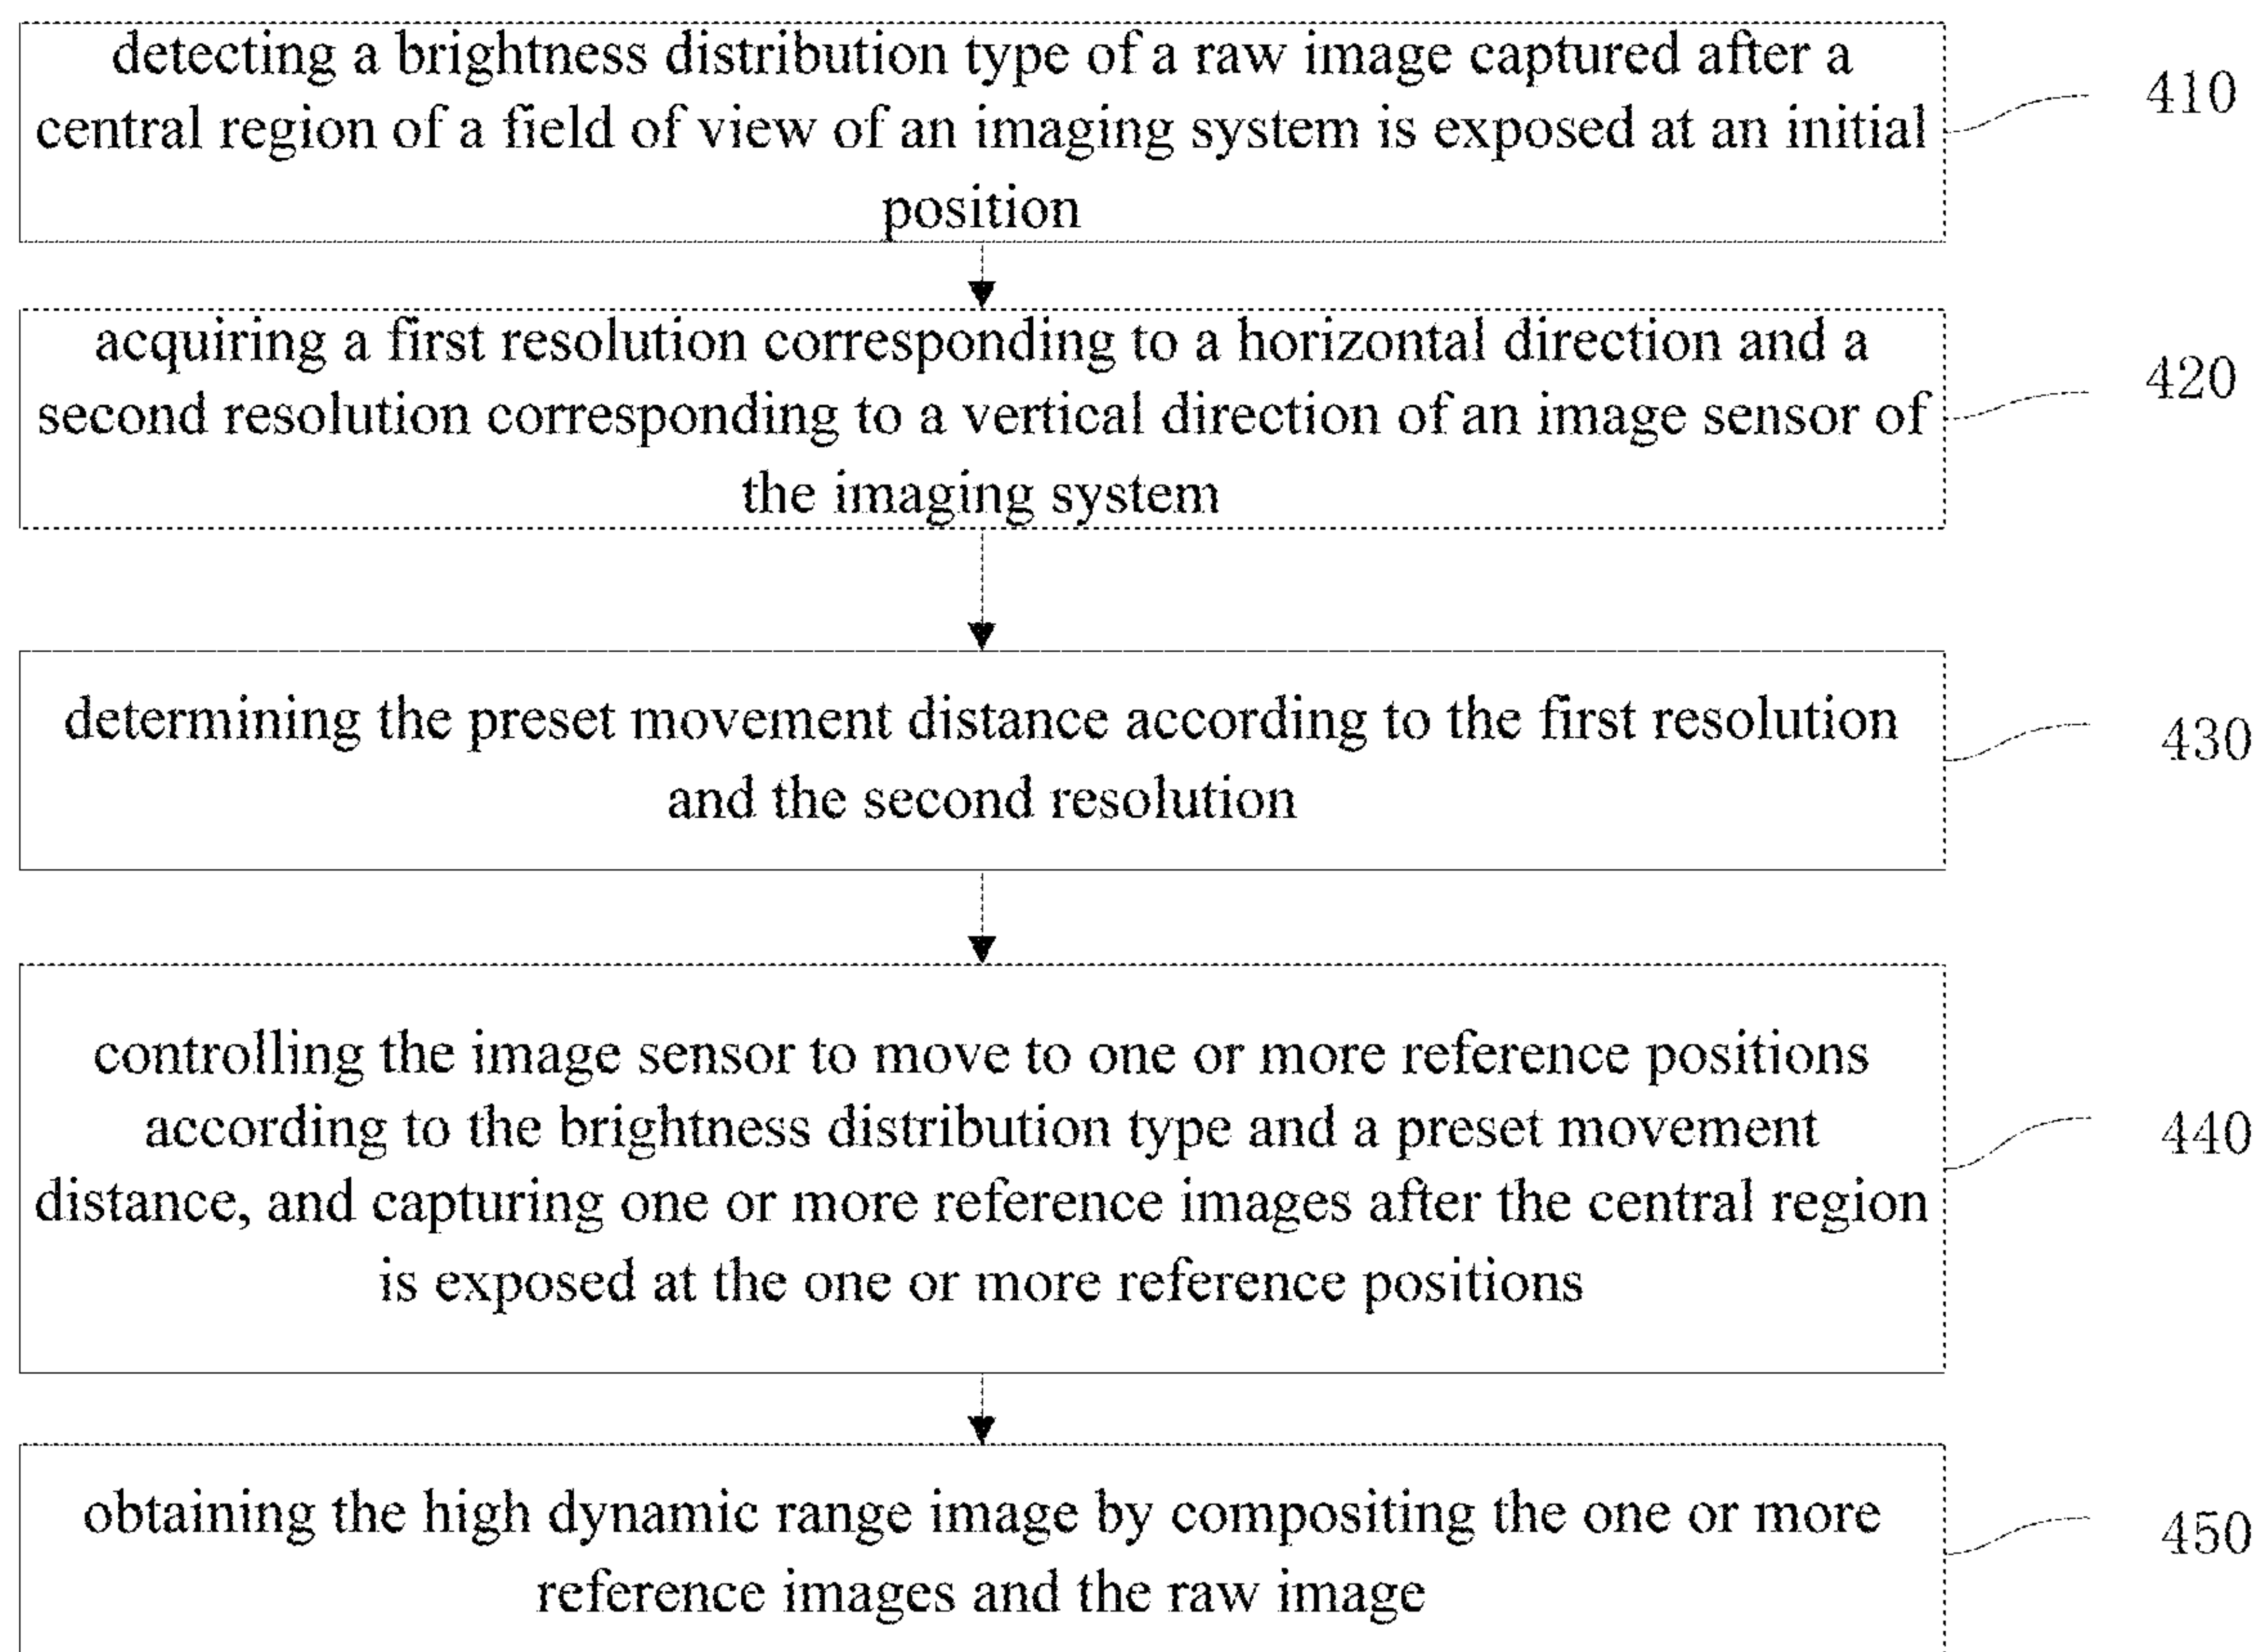 detecting a brightness distribution type of a raw image captured after a
central region of a field of view of an imaging system is exposed at an initial
position
410
acquiring a first resolution corresponding to a horizontal direction and a
second resolution corresponding to a vertical direction of an image sensor of
the imaging system
420
determining the preset movement distance according to the first resolution
and the second resolution
430
controlling the image sensor to move to one or more reference positions
according to the brightness distribution type and a preset movement
distance, and capturing one or more reference images after the central region
is exposed at the one or more reference positions
440
obtaining the high dynamic range image by compositing the one or more
reference images and the raw image
450